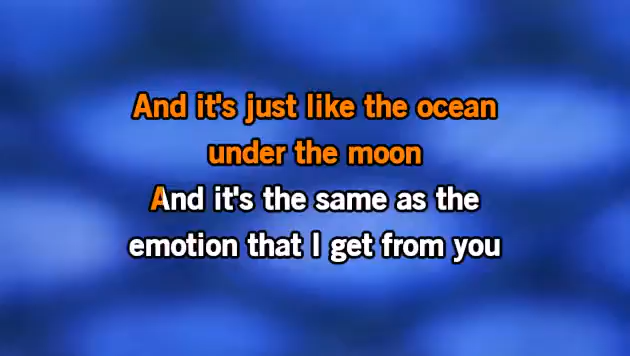 And it's just like the ocean
under the moon
And it's the same as the
emotion that I get from you